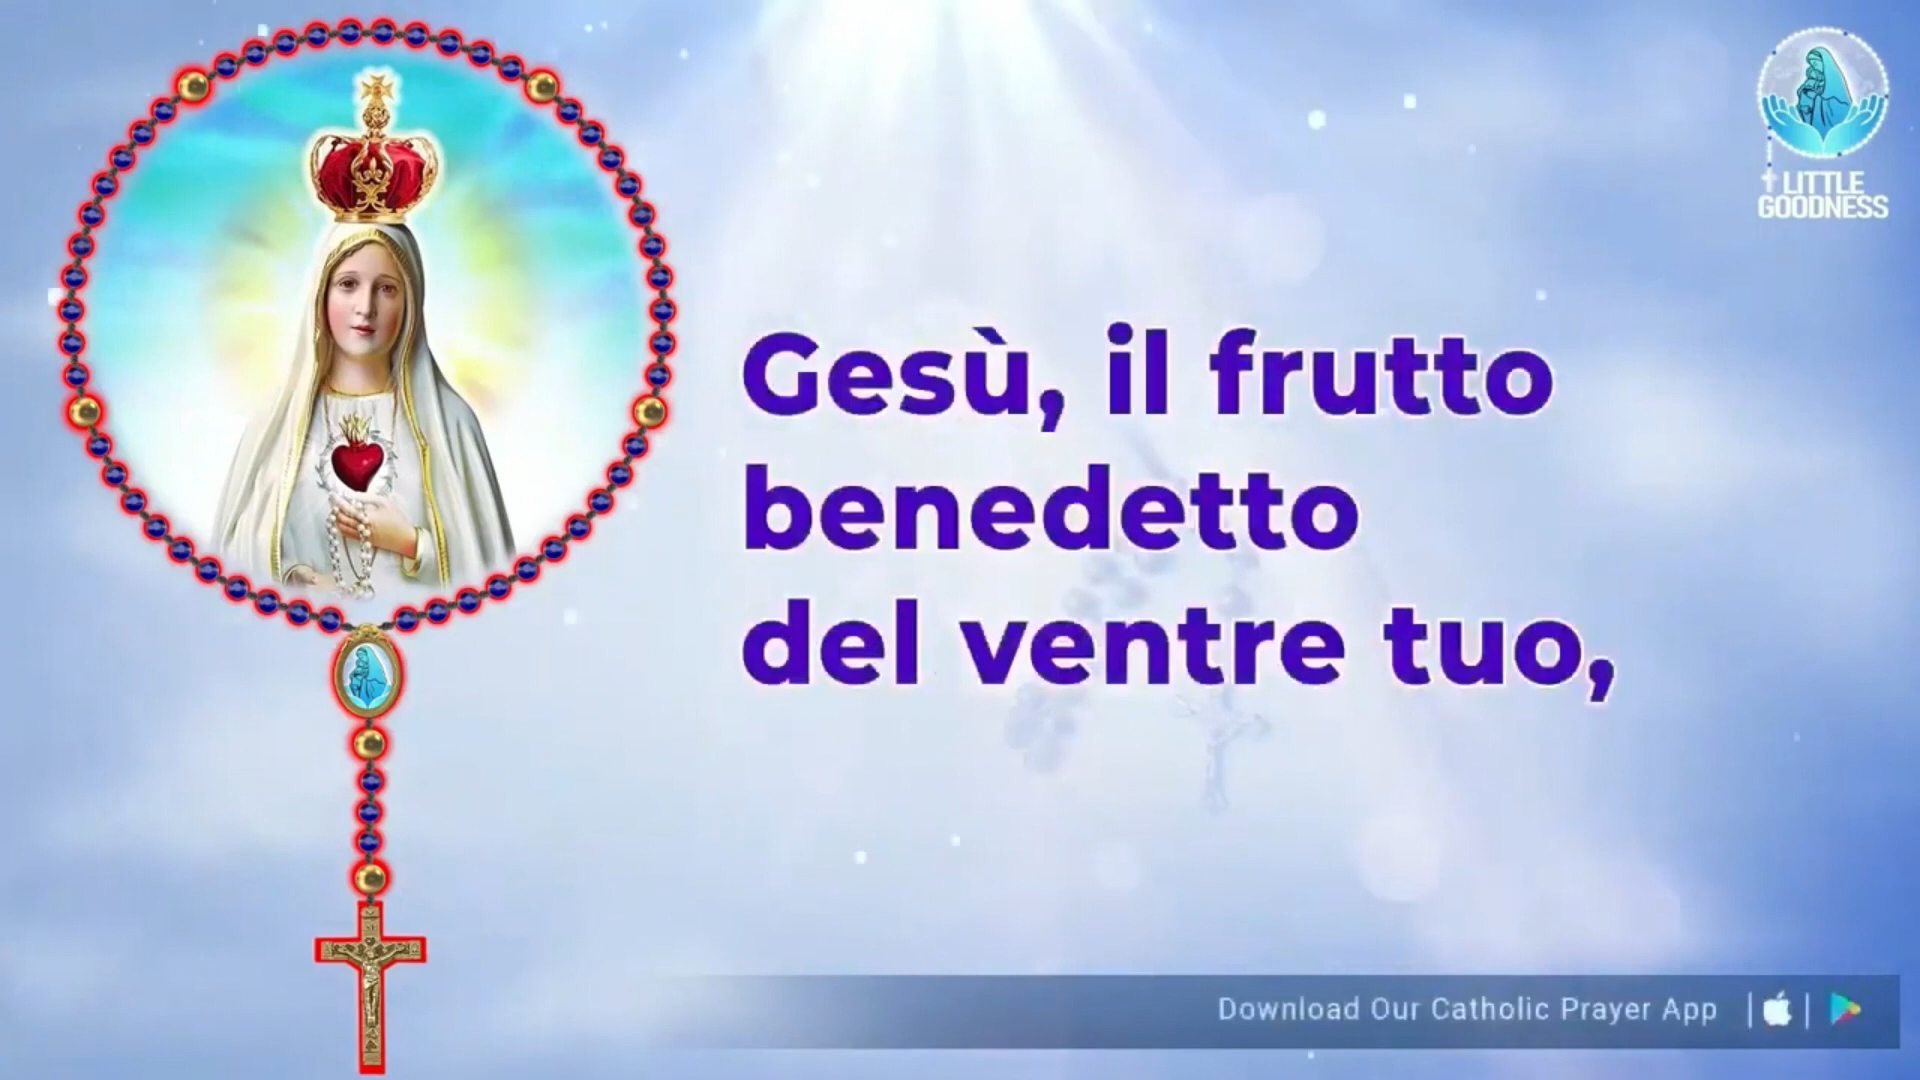 LITTLE
GOODNESS
Gesù, il frutto
benedetto
del ventre tuo,
Download Our Catholic Prayer App